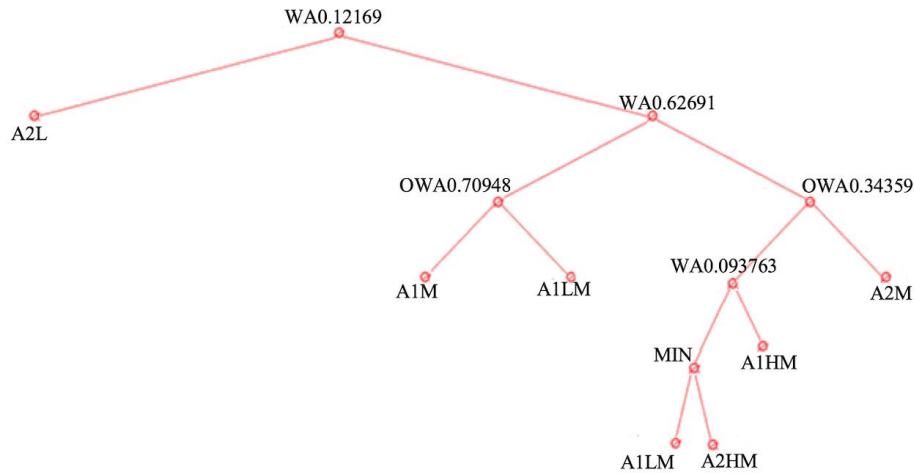 WA0.12169
A2L
WA0.62691
OWA0.70948
OWA0.34359
A1M
A1LM
WA0.093763
A2M
MIN
A1HM
A1LM
A2HM